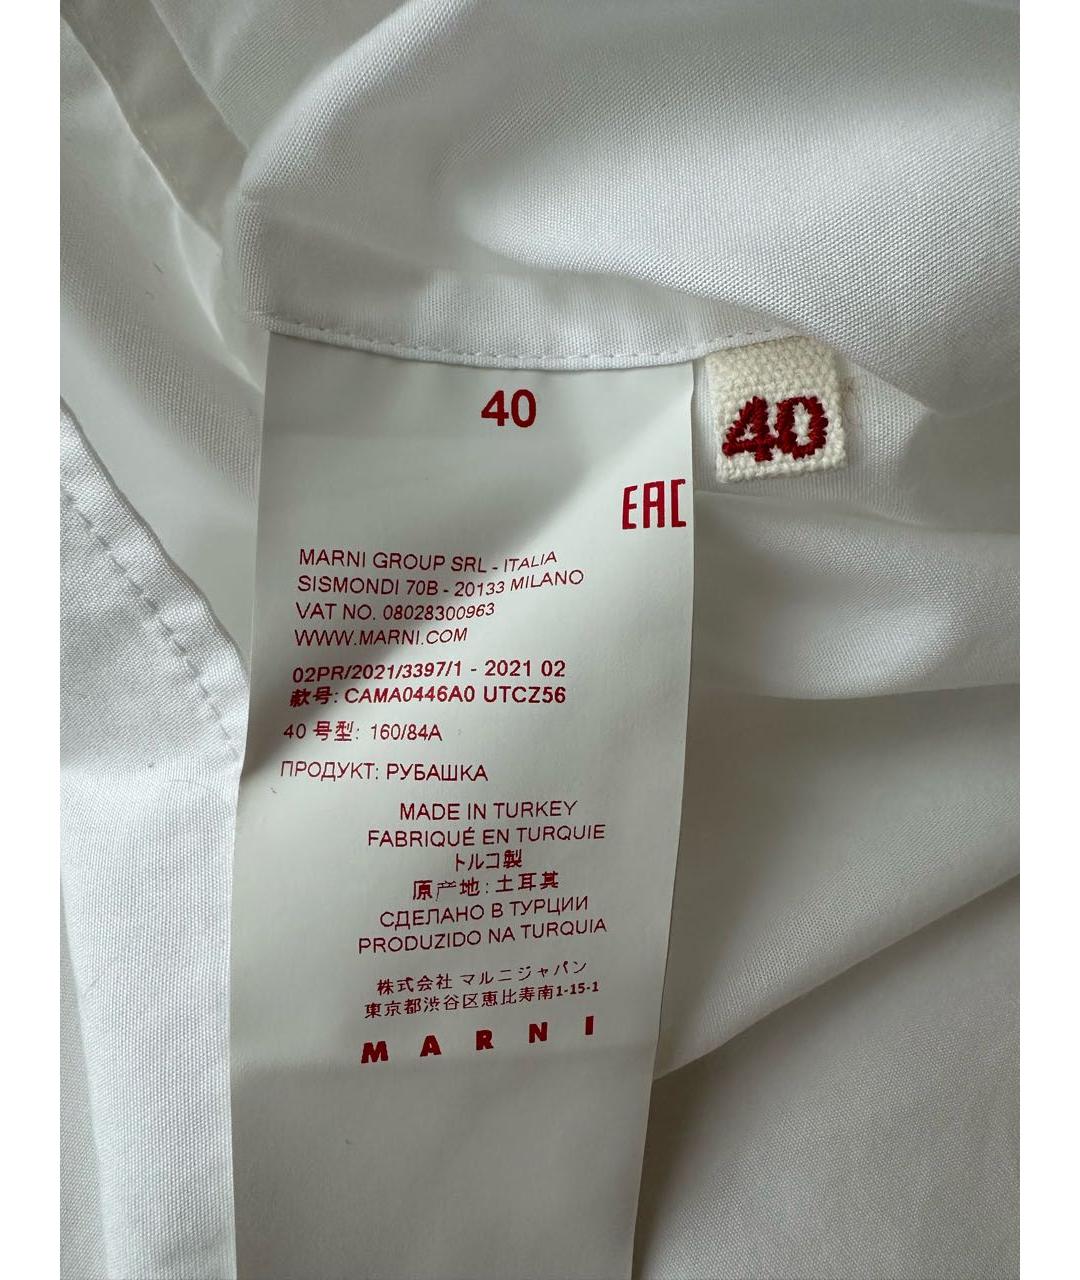 40
40
EAC
MARNI GROUP SRL - ITALIA
SISMONDI 70B - 20133 MILANO
VAT NO. 08028300963
WWW.MARNI.COM
02PR/2021/3397/1 - 2021 02
款号: CAMA0446A0 UTCZ56
40 号型: 160/84A
ПРОДУКТ: РУБАШКА
MADE IN TURKEY
FABRIQUÉ EN TURQUIE
トルコ製
原产地: 土耳其
СДЕЛАНО В ТУРЦИИ
PRODUZIDO NA TURQUIA
株式会社 マルニジャパン
東京都渋谷区恵比寿南1-15-1
MARNI